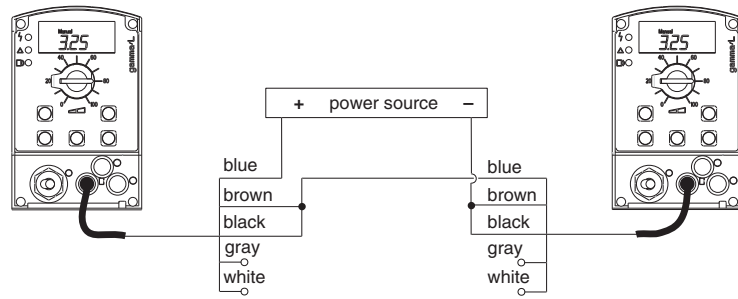 Manual
3.25
40
60
20
80
0
100
gamma/L
Manual
3.25
40
60
20
80
0
100
gamma/L
+ power source −
blue
brown
black
gray
white
blue
brown
black
gray
white